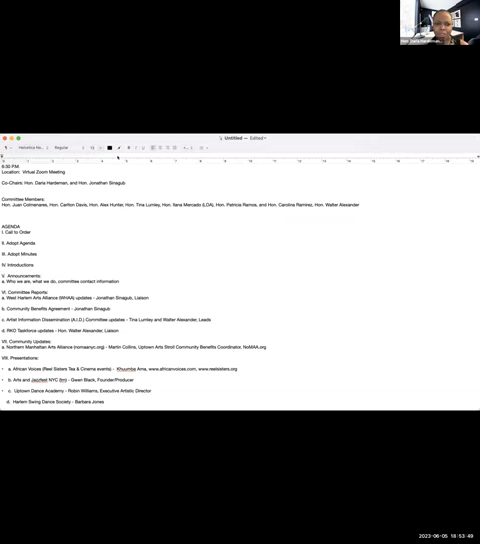 Untitled — Edited
Helvetica Ne...
Regular
12
6:30 P.M.
Location: Virtual Zoom Meeting
Co-Chairs: Hon. Daria Hardeman, and Hon. Jonathan Sinagub
Committee Members:
Hon. Juan Colmenares, Hon. Carlton Davis, Hon. Alex Hunter, Hon. Tina Lumley, Hon. Ilana Mercado (LOA), Hon. Patricia Ramos, and Hon. Carolina Ramirez, Hon. Walter Alexander
AGENDA
I. Call to Order
II. Adopt Agenda
III. Adopt Minutes
IV. Introductions
V. Announcements:
a. Who we are, what we do, committee contact information
VI. Committee Reports:
a. West Harlem Arts Alliance (WHAA) updates - Jonathan Sinagub, Liaison
b. Community Benefits Agreement - Jonathan Sinagub
c. Artist Information Dissemination (A.I.D.) Committee updates - Tina Lumley and Walter Alexander, Leads
d. RKO Taskforce updates - Hon. Walter Alexander, Liaison
VII. Community Updates:
a. Northern Manhattan Arts Alliance (nomaanyc.org) - Martin Collins, Uptown Arts Stroll Community Benefits Coordinator, NoMAA.org
VIII. Presentations:
• a. African Voices (Reel Sisters Tea & Cinema events) - Khuumba Ama, www.africanvoices.com, www.reelsisters.org
• b. Arts and Jazzfest NYC (tm) - Gwen Black, Founder/Producer
• c. Uptown Dance Academy - Robin Williams, Executive Artistic Director
d. Harlem Swing Dance Society - Barbara Jones
2023-06-05 18:53:49